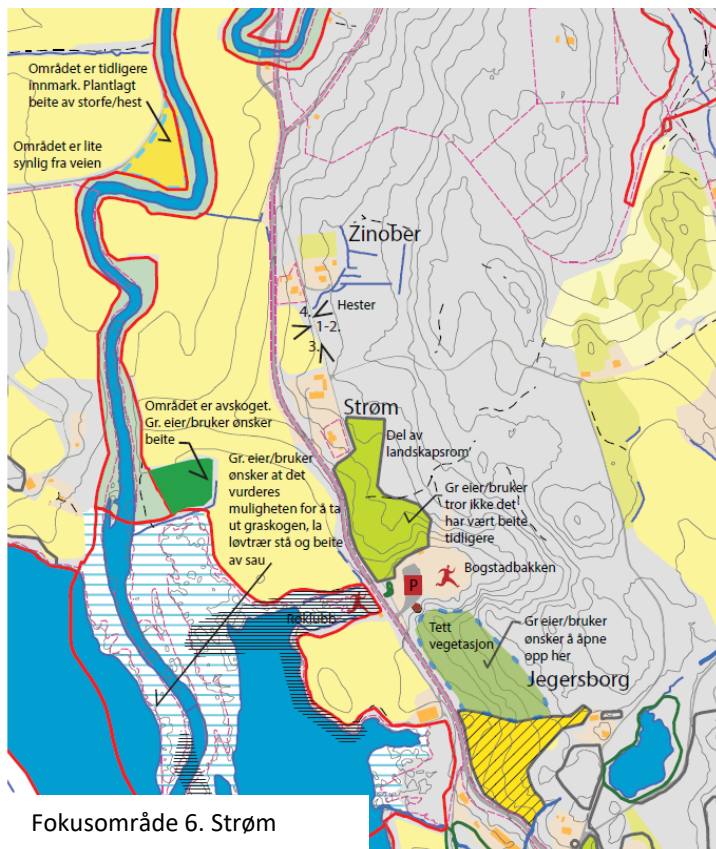 Området er tidligere
innmark. Plantlagt
beite av storfe/hest
Området er lite
synlig fra veien
Zinober
Hester
4.
1-2.
3.
Strøm
Området er avskoget.
Gr. eier/bruker ønsker
beite
Del av
landskapsrom'
Gr. eier/bruker
ønsker at det
vurderes
muligheten for å ta
ut graskogen, la
løvtrær stå og beite
av sau
Gr eier/bruker
tror ikke det
har vært beite
tidligere
Bogstadbakken
P
Roklubb
Tett
vegetasjon
Gr eier/bruker
ønsker å åpne
opp her
Jegersborg
Fokusområde 6. Strøm